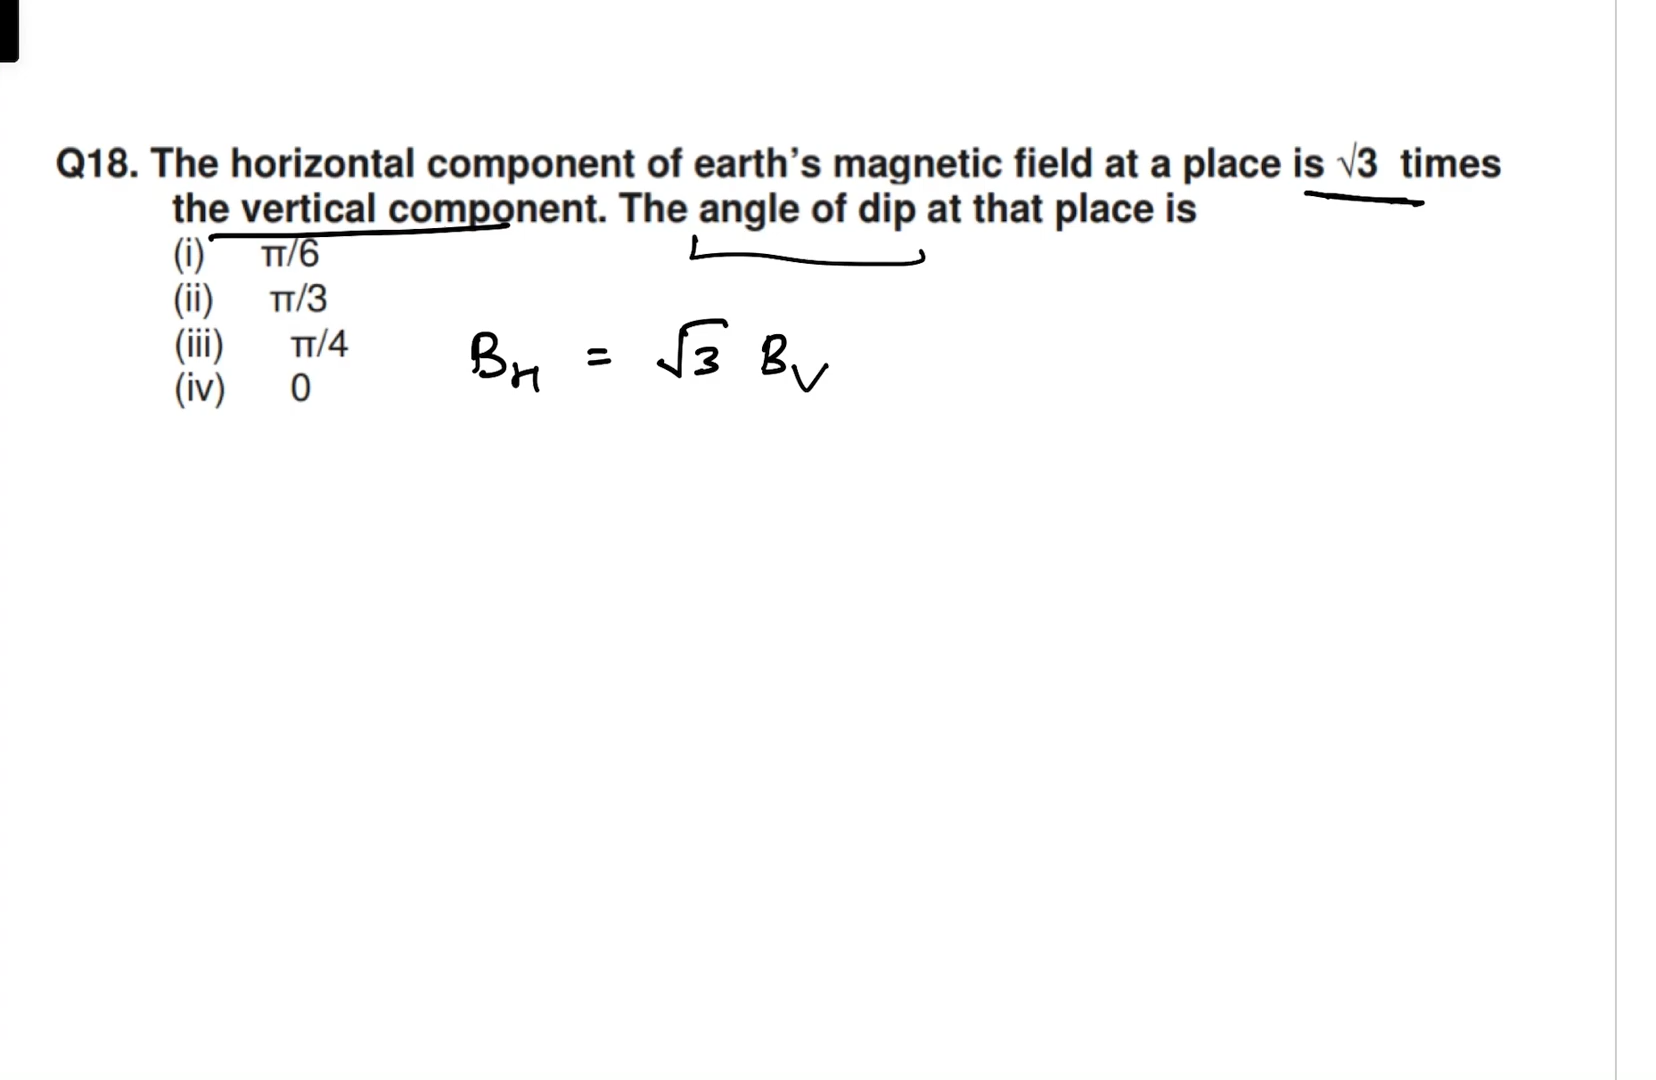 Q18. The horizontal component of earth’s magnetic field at a place is √3 times
the vertical component. The angle of dip at that place is
(i) π/6
(ii) π/3
(iii) π/4
(iv) 0
B_H = √3 B_V